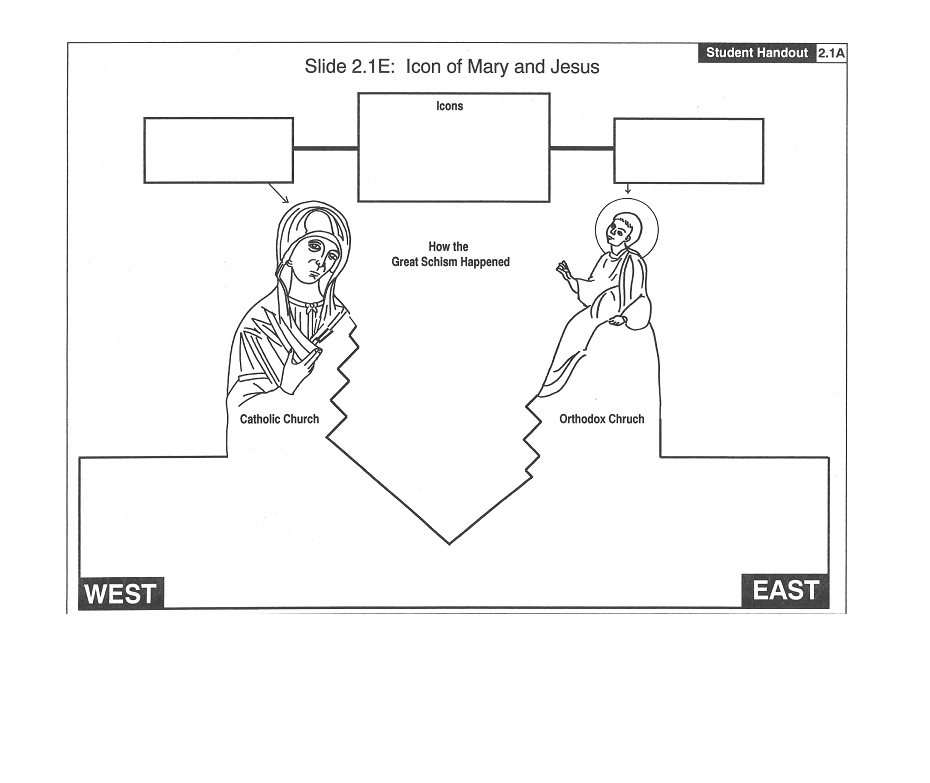 Student Handout 2.1A
Slide 2.1E: Icon of Mary and Jesus
Icons
How the
Great Schism Happened
Catholic Church
Orthodox Chruch
WEST
EAST